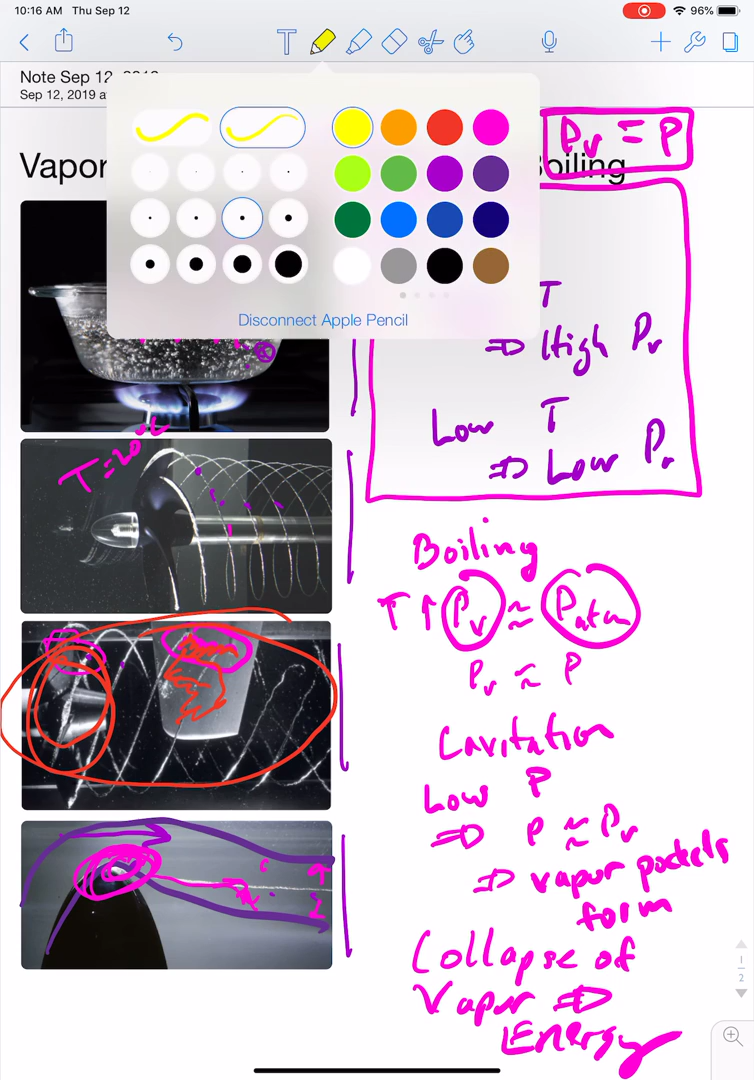 10:16 AM Thu Sep 12
96%
T
Note Sep 12, 2019
Sep 12, 2019 a
Vapor
Boiling
Pv = P
Disconnect Apple Pencil
T
⇒ High Pv
Low T
⇒ Low Pv
T=20°C
Boiling
T↑ Pv ≈ Patm
Pv ≈ P
Cavitation
Low P
⇒ P ≈ Pv
⇒ vapor pockets
form
Collapse of
Vapor ⇒
Energy
1
2